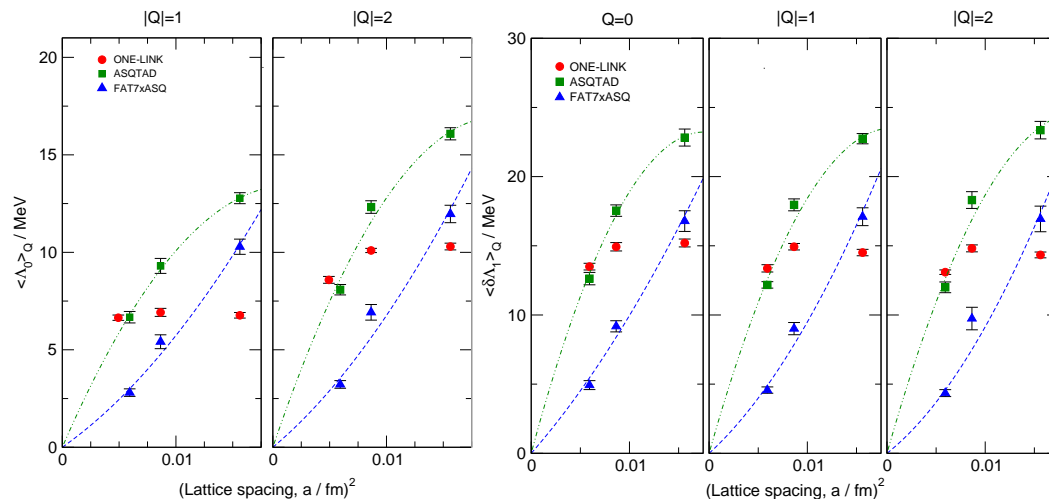 |Q|=1
|Q|=2
21
15
10
5
0
<Λ₀>Q / MeV
ONE-LINK
ASQTAD
FAT7xASQ
0
0.01
0
0.01
(Lattice spacing, a / fm)²
Q=0
|Q|=1
|Q|=2
30
20
10
0
<δΛ₁>Q / MeV
ONE-LINK
ASQTAD
FAT7xASQ
0
0.01
0
0.01
0
0.01
(Lattice spacing, a / fm)²